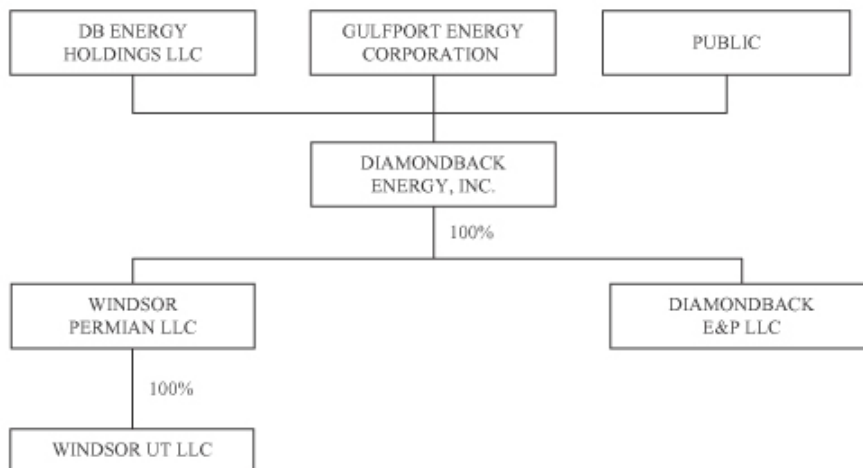 DB ENERGY
HOLDINGS LLC
GULFPORT ENERGY
CORPORATION
PUBLIC
DIAMONDBACK
ENERGY, INC.
100%
WINDSOR
PERMIAN LLC
DIAMONDBACK
E&P LLC
100%
WINDSOR UT LLC